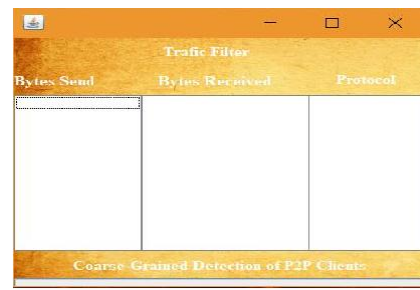 Trafic Filter
Bytes Send Bytes Received Protocol
Coarse-Grained Detection of P2P Clients